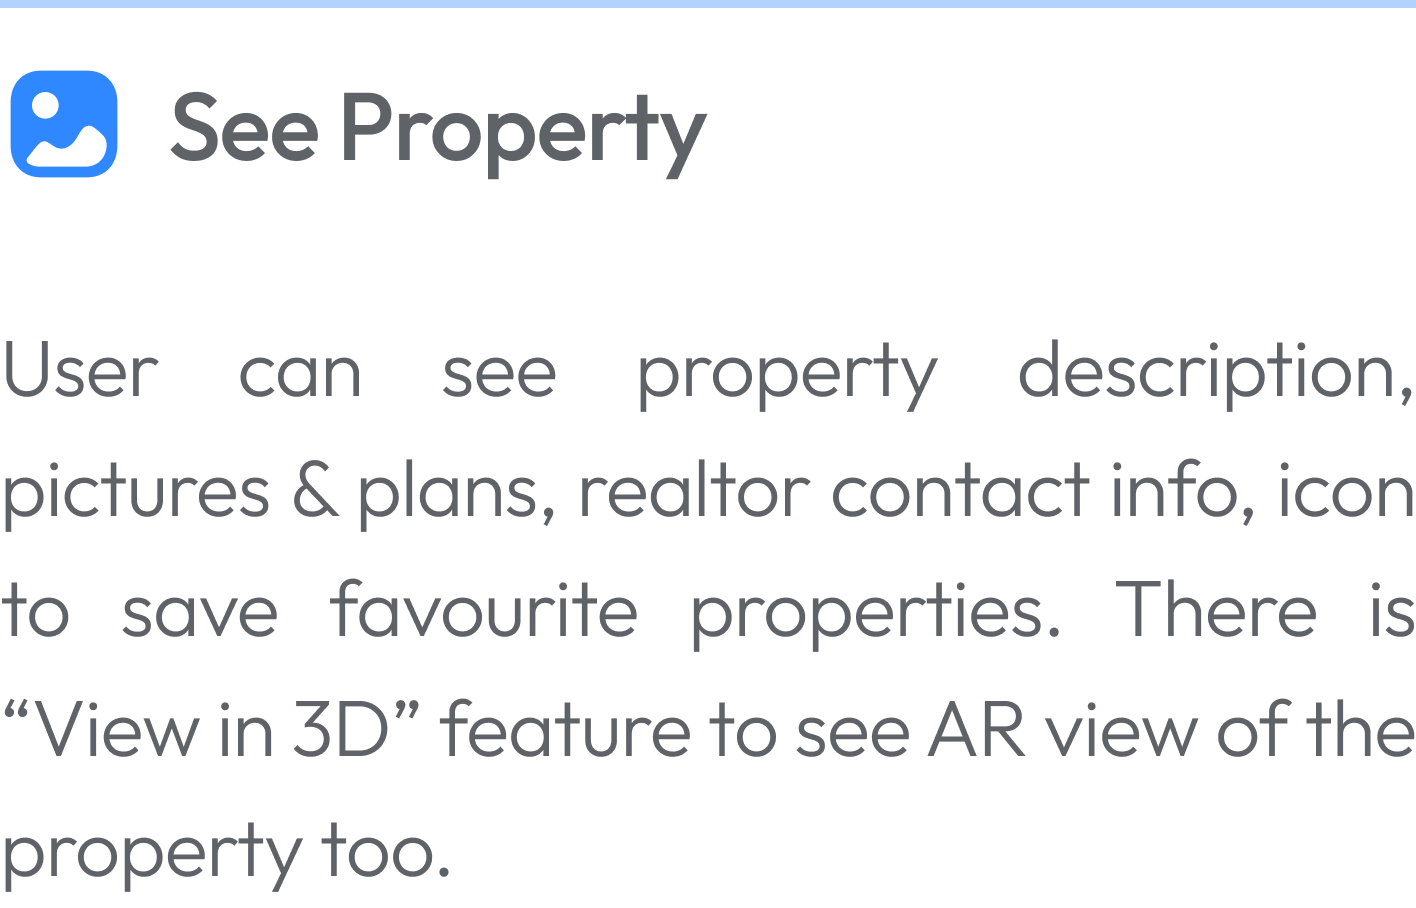 See Property
User can see property description,
pictures & plans, realtor contact info, icon
to save favourite properties. There is
“View in 3D” feature to see AR view of the
property too.